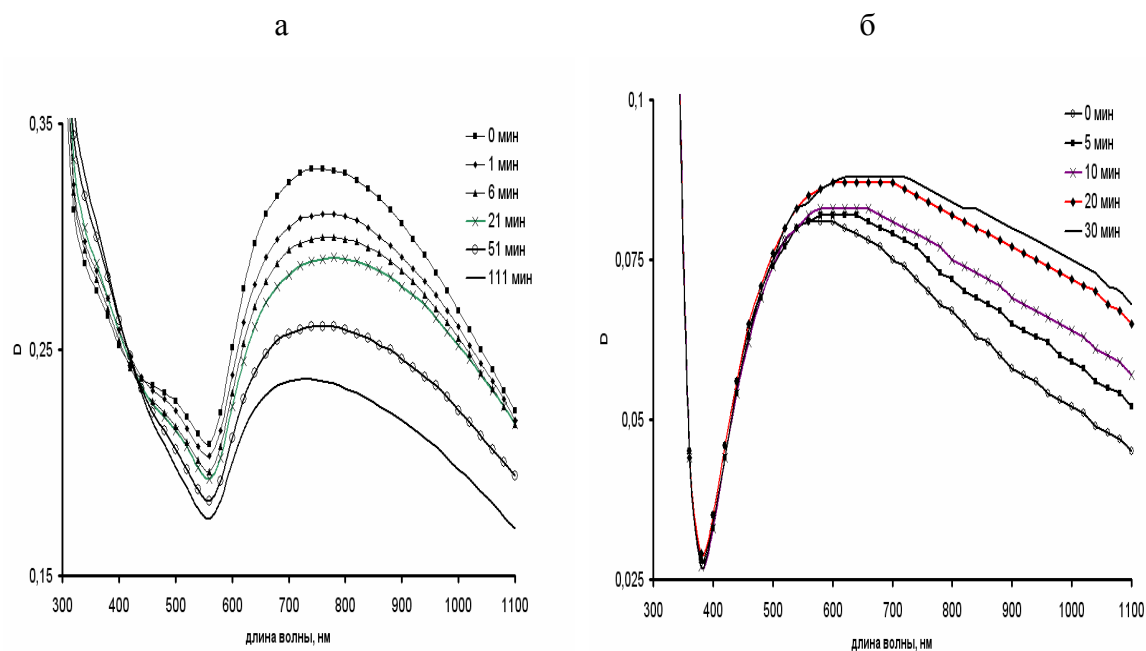 а
б
0,35
0,25
0,15
D
300 400 500 600 700 800 900 1000 1100
длина волны, нм
0 мин
1 мин
6 мин
21 мин
51 мин
111 мин
0,1
0,075
0,05
0,025
D
300 400 500 600 700 800 900 1000 1100
длина волны, нм
0 мин
5 мин
10 мин
20 мин
30 мин